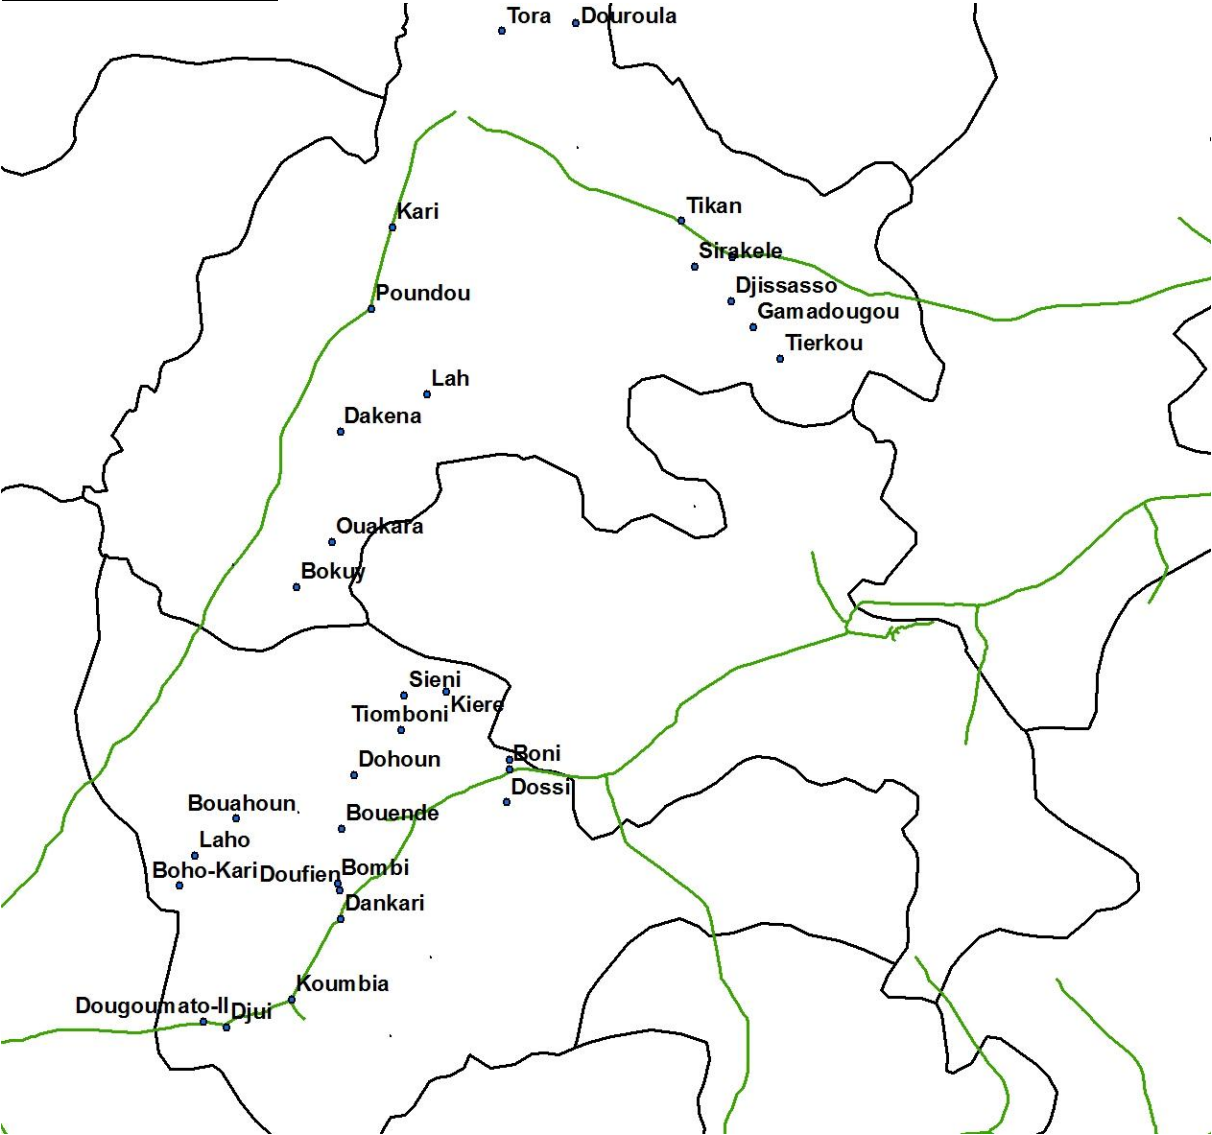 Tora
Douroula
Kari
Tikan
Sirakele
Poundou
Djissasso
Gamadougou
Tierkou
Lah
Dakena
Ouakara
Bokuy
Sieni
Kiere
Tiomboni
Boni
Dohoun
Dossi
Bouahoun
Bouende
Laho
Boho-Kari
Doufien
Bombi
Dankari
Koumbia
Dougoumato-II
Djui